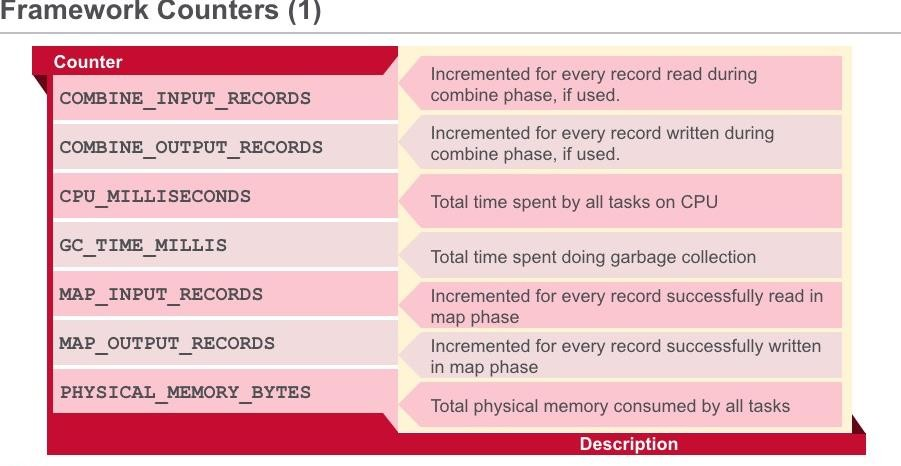 Framework Counters (1)
Counter
COMBINE_INPUT_RECORDS
Incremented for every record read during
combine phase, if used.
COMBINE_OUTPUT_RECORDS
Incremented for every record written during
combine phase, if used.
CPU_MILLISECONDS
Total time spent by all tasks on CPU
GC_TIME_MILLIS
Total time spent doing garbage collection
MAP_INPUT_RECORDS
Incremented for every record successfully read in
map phase
MAP_OUTPUT_RECORDS
Incremented for every record successfully written
in map phase
PHYSICAL_MEMORY_BYTES
Total physical memory consumed by all tasks
Description